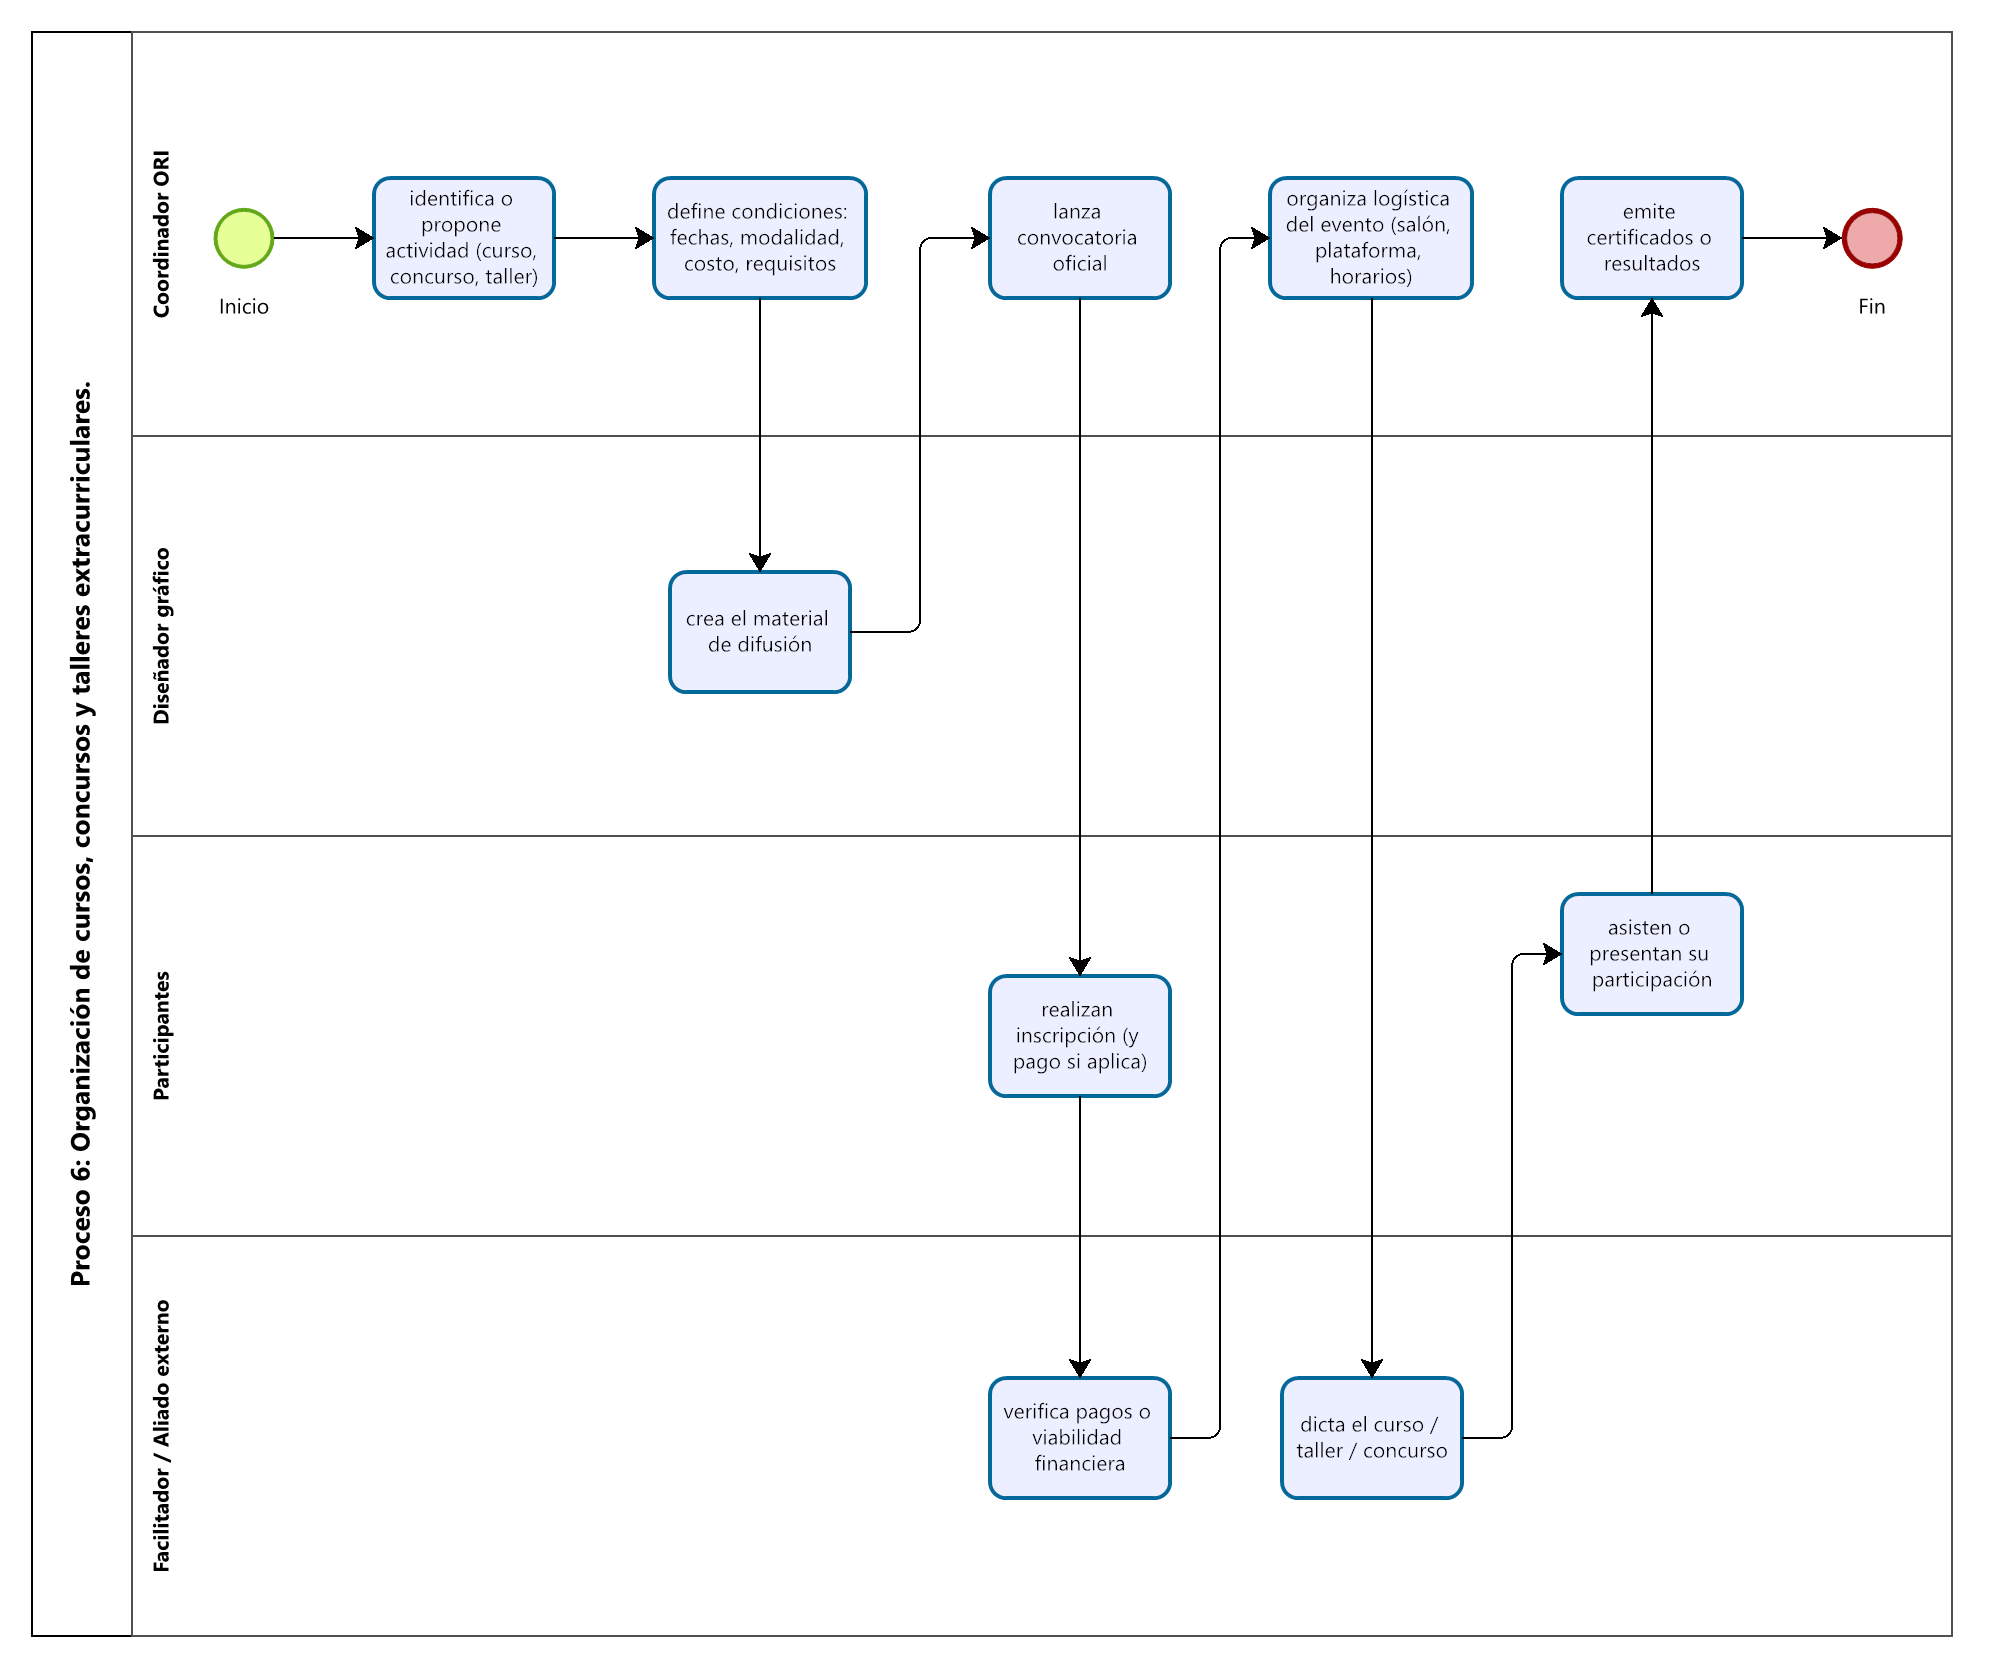 Proceso 6: Organización de cursos, concursos y talleres extracurriculares.
Coordinador ORI
Inicio
identifica o
propone
actividad (curso,
concurso, taller)
define condiciones:
fechas, modalidad,
costo, requisitos
lanza
convocatoria
oficial
organiza logística
del evento (salón,
plataforma,
horarios)
emite
certificados o
resultados
Fin
Diseñador gráfico
crea el material
de difusión
Participantes
realizan
inscripción (y
pago si aplica)
asisten o
presentan su
participación
Facilitador / Aliado externo
verifica pagos o
viabilidad
financiera
dicta el curso /
taller / concurso